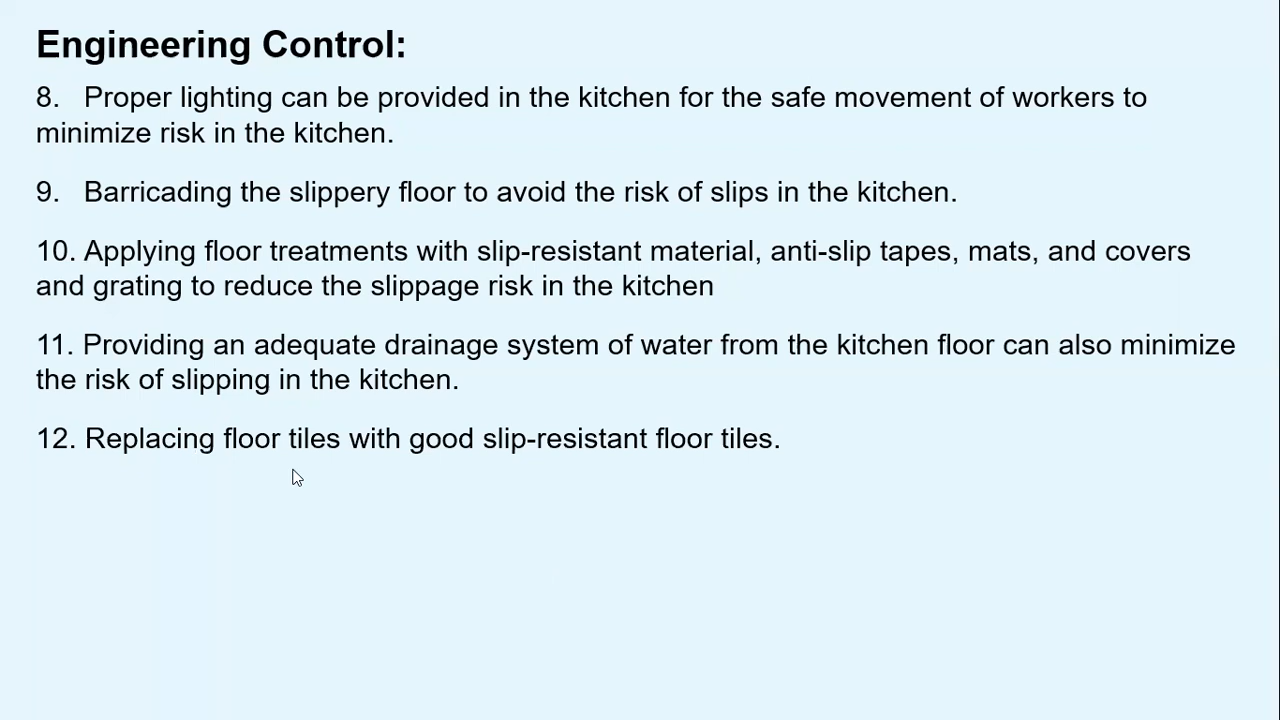 Engineering Control:
8. Proper lighting can be provided in the kitchen for the safe movement of workers to
minimize risk in the kitchen.
9. Barricading the slippery floor to avoid the risk of slips in the kitchen.
10. Applying floor treatments with slip-resistant material, anti-slip tapes, mats, and covers
and grating to reduce the slippage risk in the kitchen
11. Providing an adequate drainage system of water from the kitchen floor can also minimize
the risk of slipping in the kitchen.
12. Replacing floor tiles with good slip-resistant floor tiles.